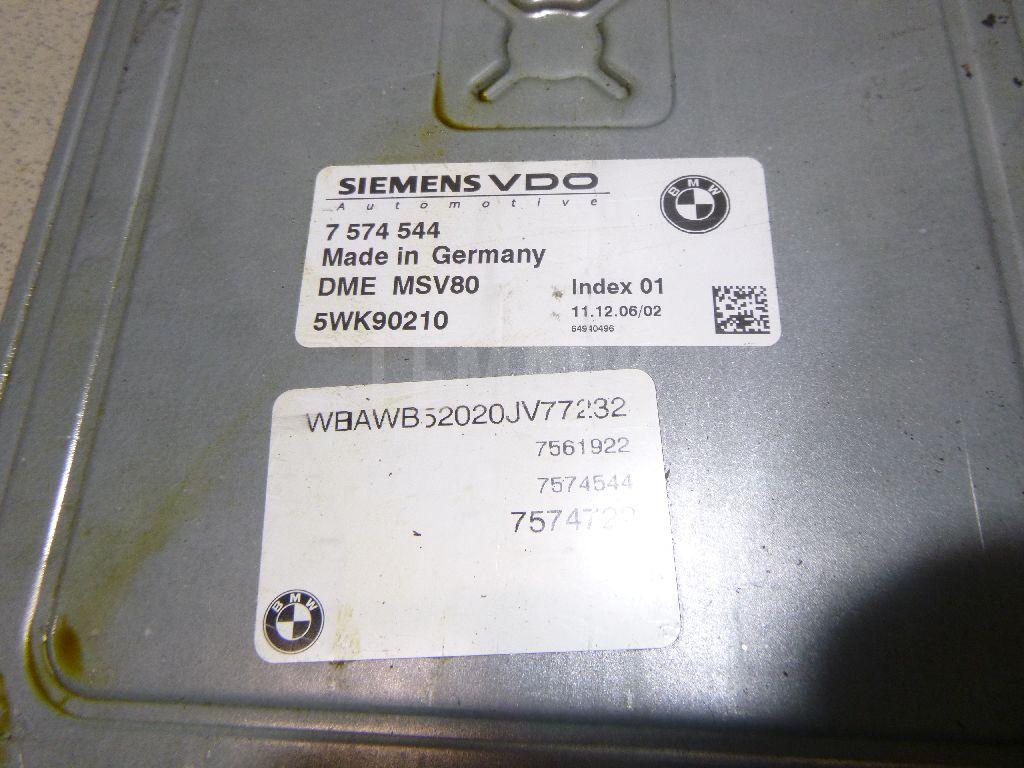 SIEMENS VDO
Automotive
BMW
7 574 544
Made in Germany
DME MSV80
Index 01
5WK90210
11.12.06/02
64940496
WBAWB52020JV77232
7561922
7574544
BMW